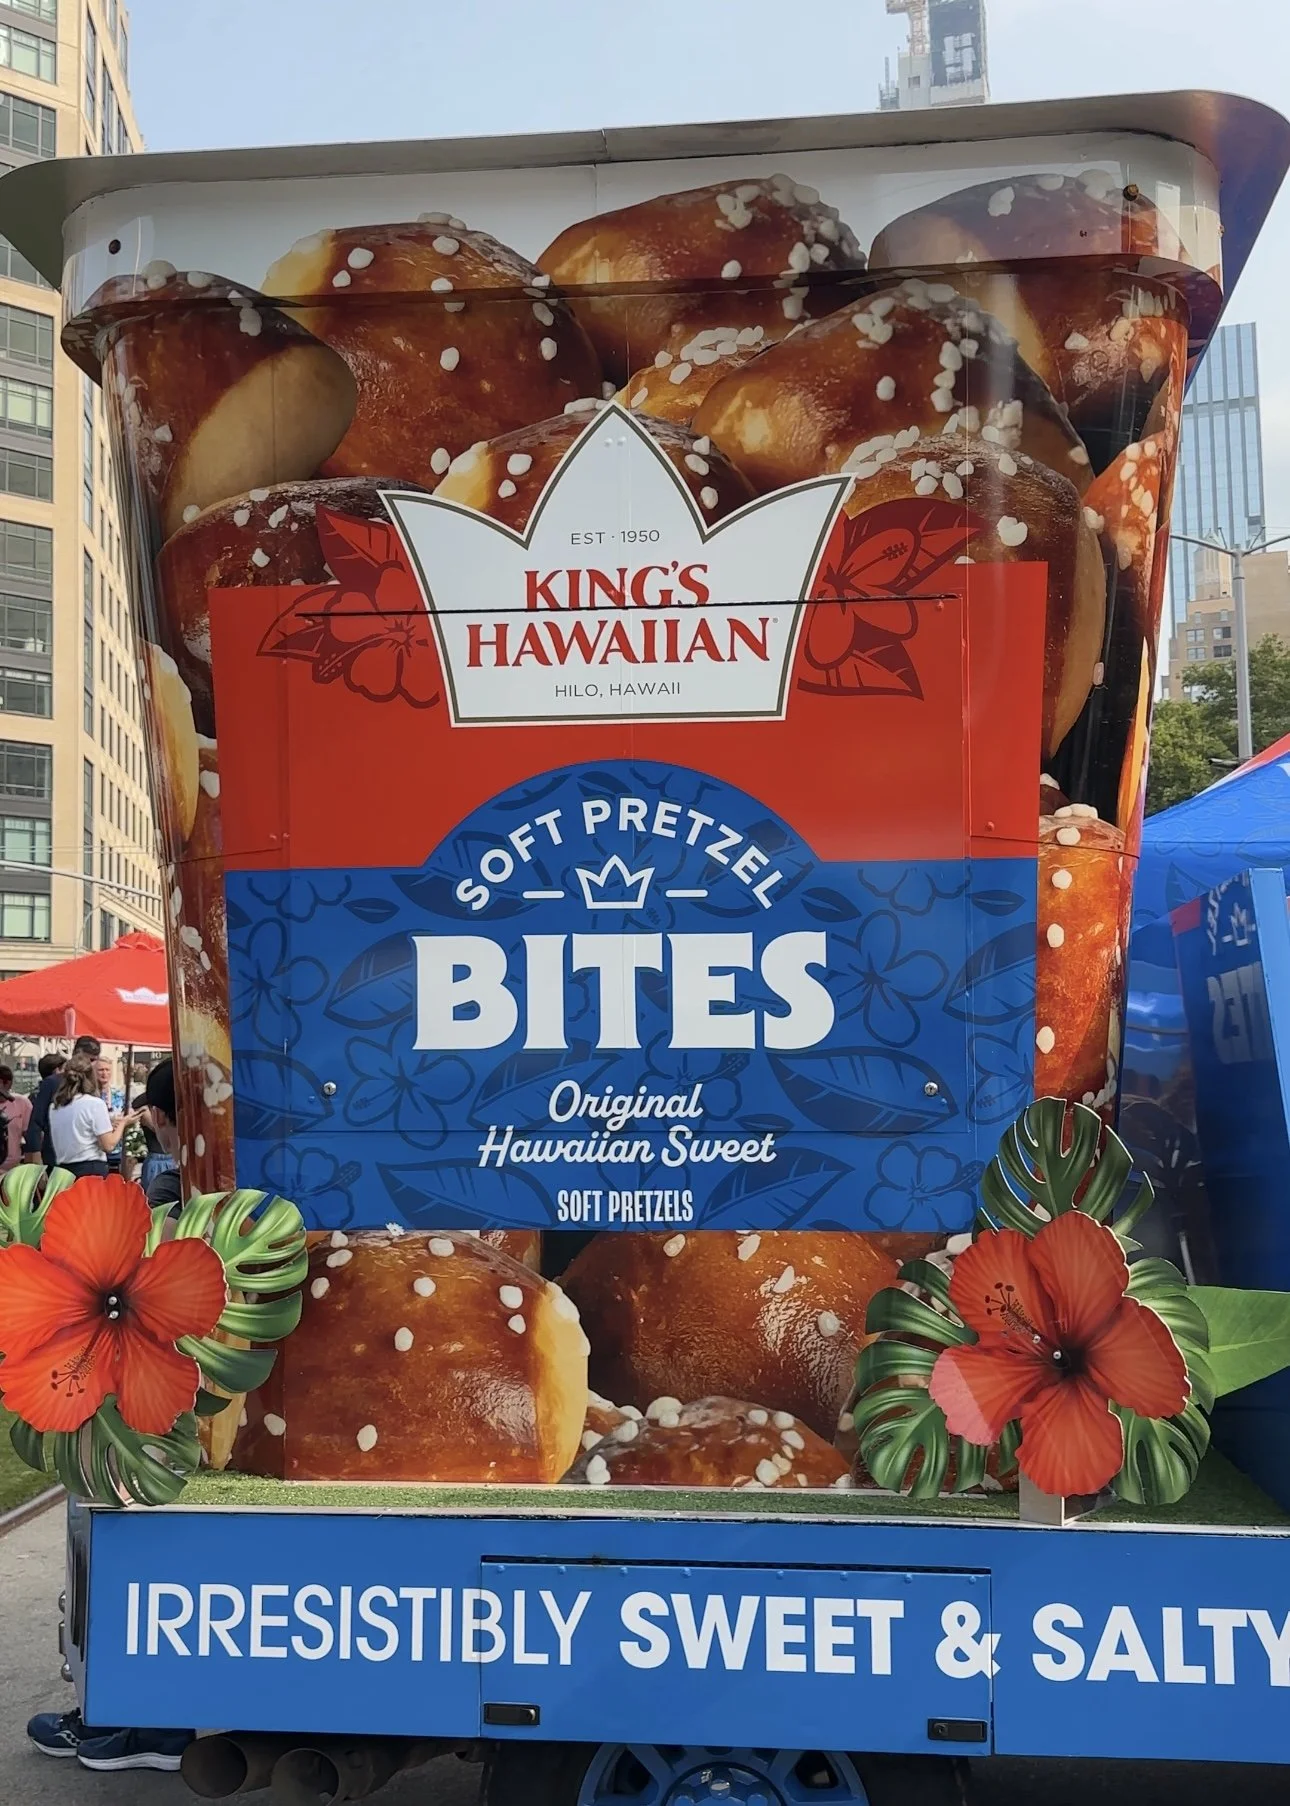 EST · 1950
KING'S
HAWAIIAN®
HILO, HAWAII
SOFT PRETZEL
BITES
Original
Hawaiian Sweet
SOFT PRETZELS
IRRESISTIBLY SWEET & SALTY